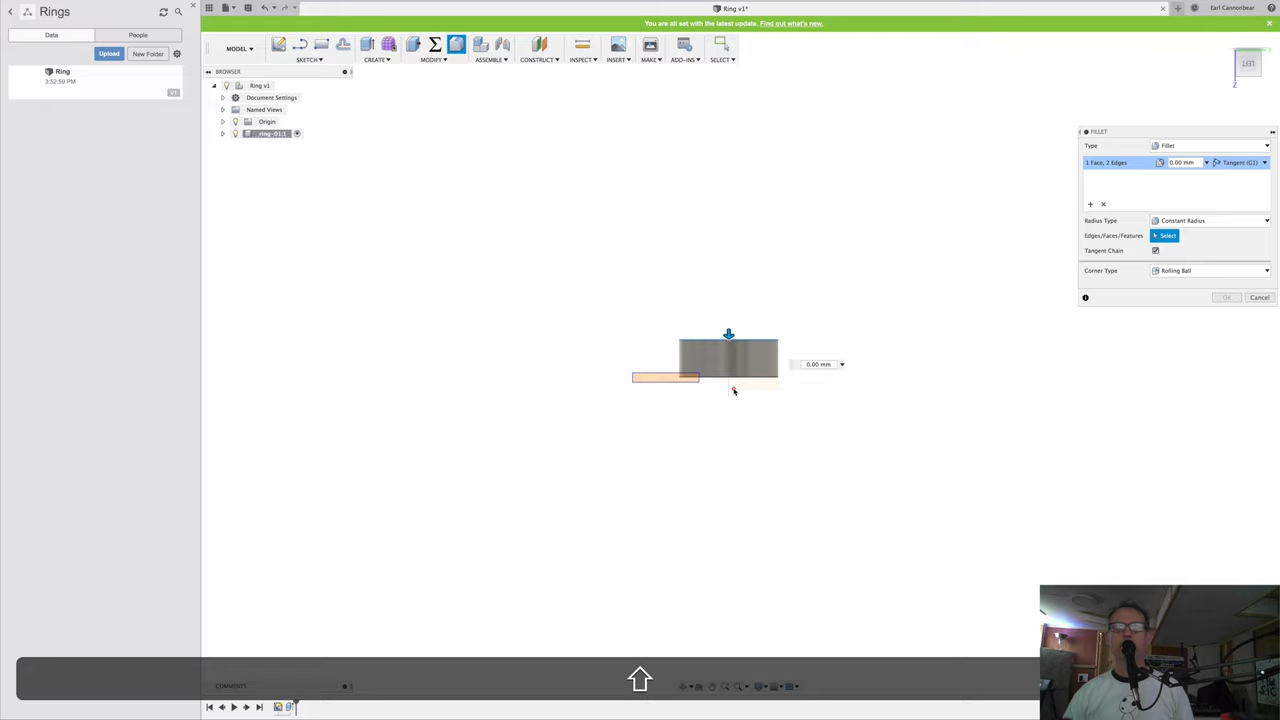 Rings
Data
People
Upload
New Folder
Ring
3:52:59 PM
V1
Ring v1*
Earl Cannonbear
You are all set with the latest update. Find out what's new.
MODEL
SKETCH
CREATE
MODIFY
ASSEMBLE
CONSTRUCT
INSPECT
INSERT
MAKE
ADD-INS
SELECT
BROWSER
Ring v1
Document Settings
Named Views
Origin
ring-01:1
LEFT
Z
FILLET
Type
Fillet
1 Face, 2 Edges
0.00 mm
Tangent (G1)
Radius Type
Constant Radius
Edges/Faces/Features
Select
Tangent Chain
Corner Type
Rolling Ball
OK
Cancel
0.00 mm
COMMENTS